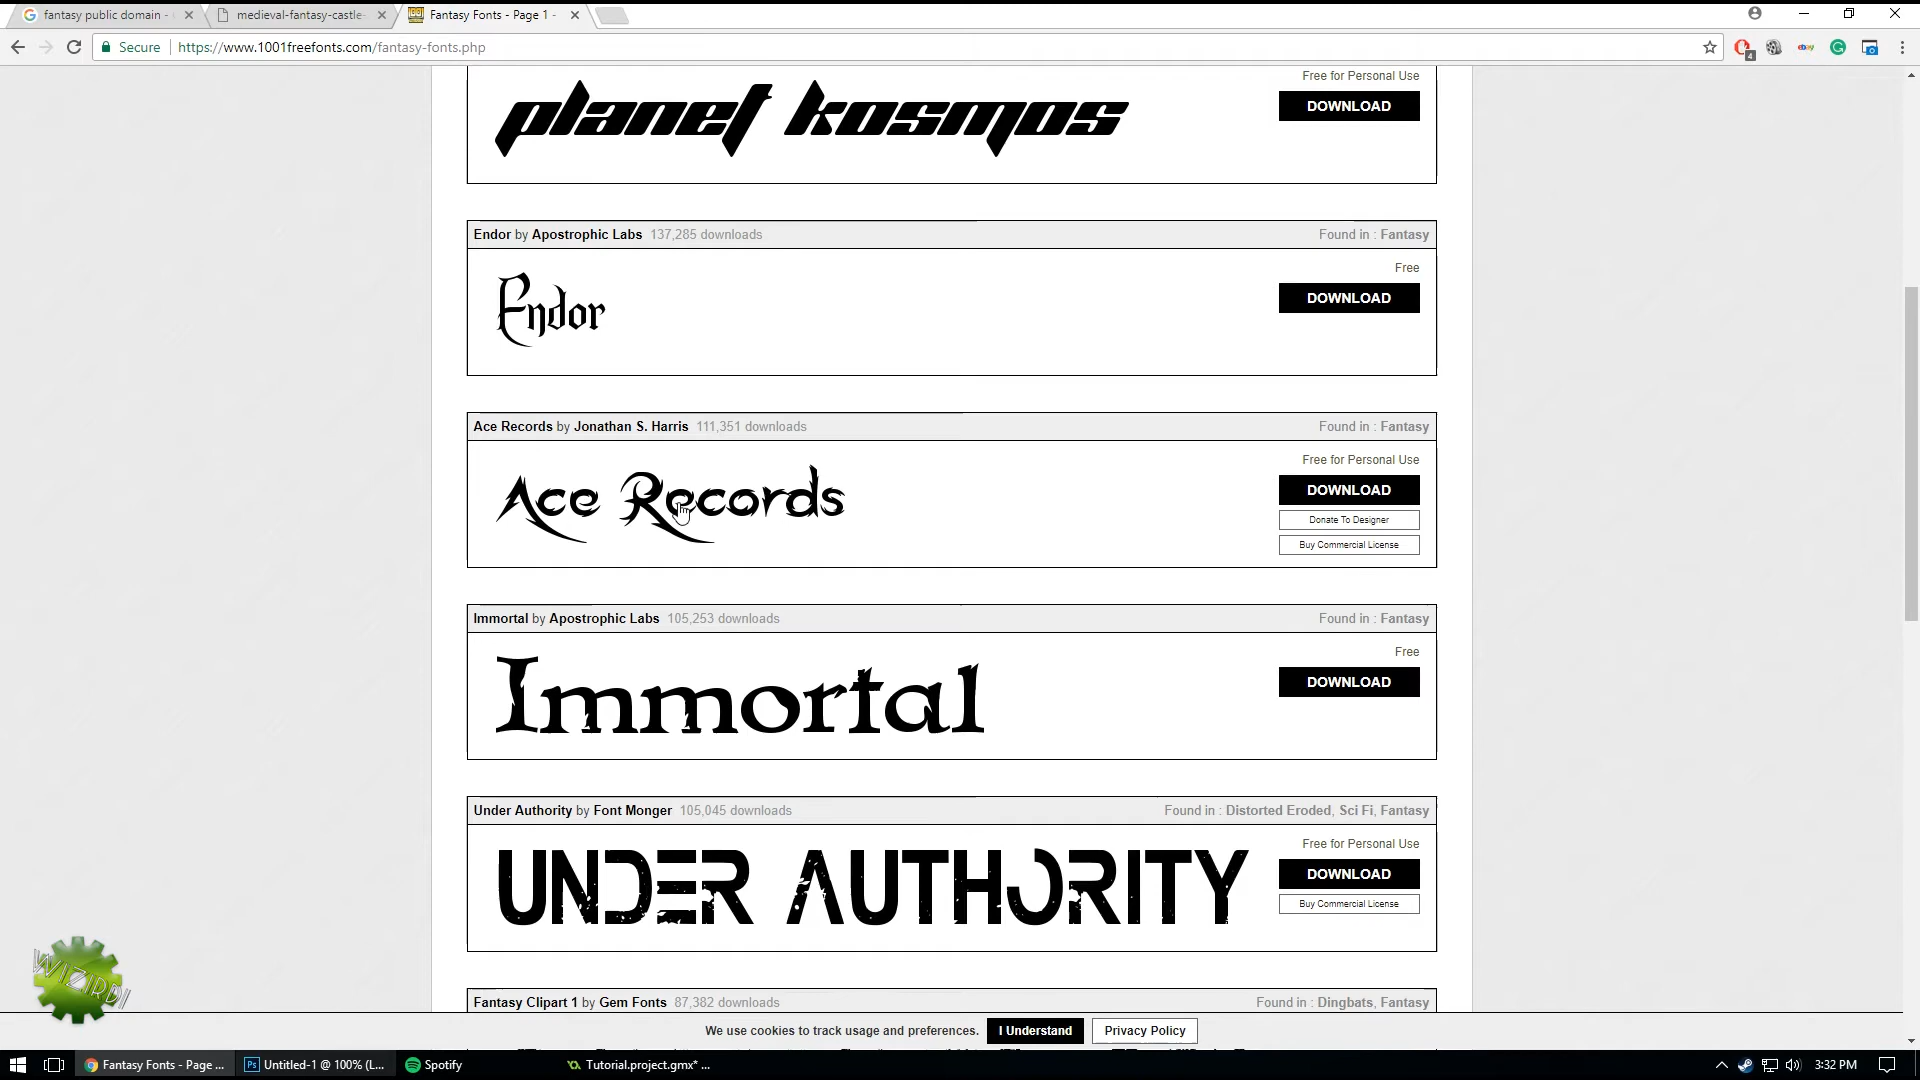 fantasy public domain -
medieval-fantasy-castle-
Fantasy Fonts - Page 1 -
Secure
https://www.1001freefonts.com/fantasy-fonts.php
4
ebay
Free for Personal Use
planet kosmos
DOWNLOAD
Endor by Apostrophic Labs 137,285 downloads
Found in : Fantasy
Free
Endor
DOWNLOAD
Ace Records by Jonathan S. Harris 111,351 downloads
Found in : Fantasy
Free for Personal Use
Ace Records
DOWNLOAD
Donate To Designer
Buy Commercial License
Immortal by Apostrophic Labs 105,253 downloads
Found in : Fantasy
Free
Immortal
DOWNLOAD
Under Authority by Font Monger 105,045 downloads
Found in : Distorted Eroded, Sci Fi, Fantasy
Free for Personal Use
UNDER AUTHORITY
DOWNLOAD
Buy Commercial License
WIZIRDI
Fantasy Clipart 1 by Gem Fonts 87,382 downloads
Found in : Dingbats, Fantasy
We use cookies to track usage and preferences.
I Understand
Privacy Policy
Fantasy Fonts - Page ...
Ps
Untitled-1 @ 100% (L...
Spotify
Tutorial.project.gmx* ...
3:32 PM